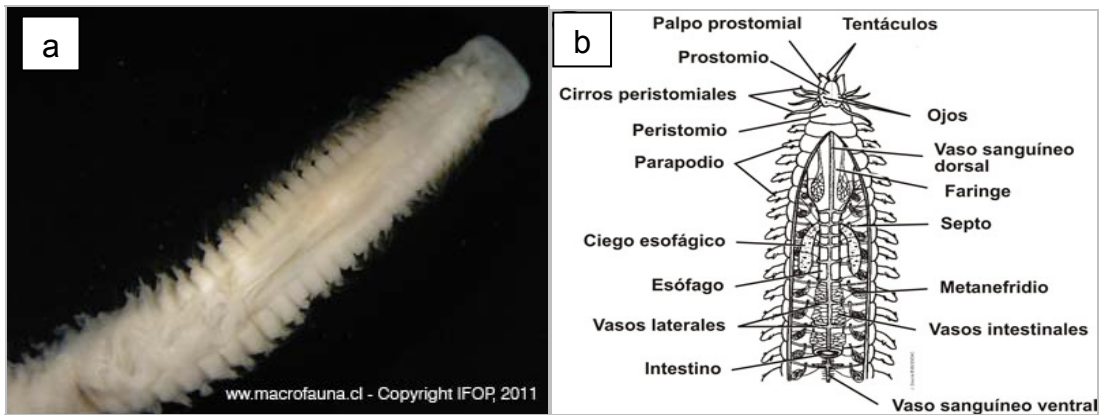 a
ww.macrofauna.cl - Copyright IFOP, 2011
b
Palpo prostomial
Tentáculos
Prostomio
Cirros peristomiales
Ojos
Peristomio
Vaso sanguíneo
dorsal
Parapodio
Faringe
Septo
Ciego esofágico
Esófago
Metanefridio
Vasos laterales
Vasos intestinales
Intestino
Vaso sanguíneo ventral